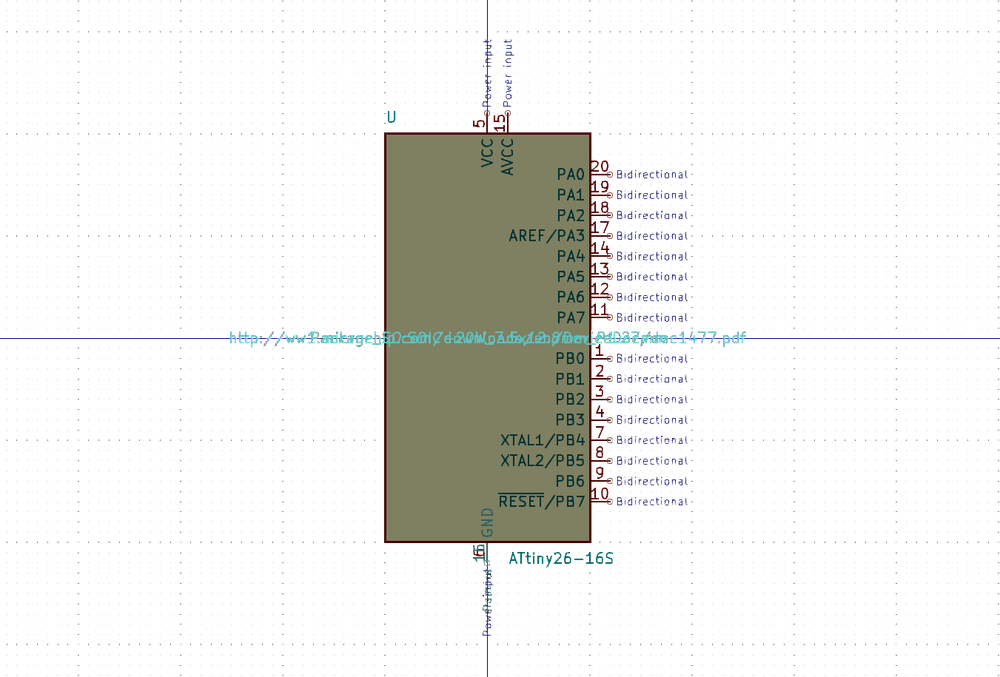 Power input
Power input
U
5
15
VCC
AVCC
PA0 20 Bidirectional
PA1 19 Bidirectional
PA2 18 Bidirectional
AREF/PA3 17 Bidirectional
PA4 14 Bidirectional
PA5 13 Bidirectional
PA6 12 Bidirectional
PA7 11 Bidirectional
PB0 1 Bidirectional
PB1 2 Bidirectional
PB2 3 Bidirectional
PB3 4 Bidirectional
XTAL1/PB4 7 Bidirectional
XTAL2/PB5 8 Bidirectional
PB6 9 Bidirectional
RESET/PB7 10 Bidirectional
GND
ATtiny26-16S